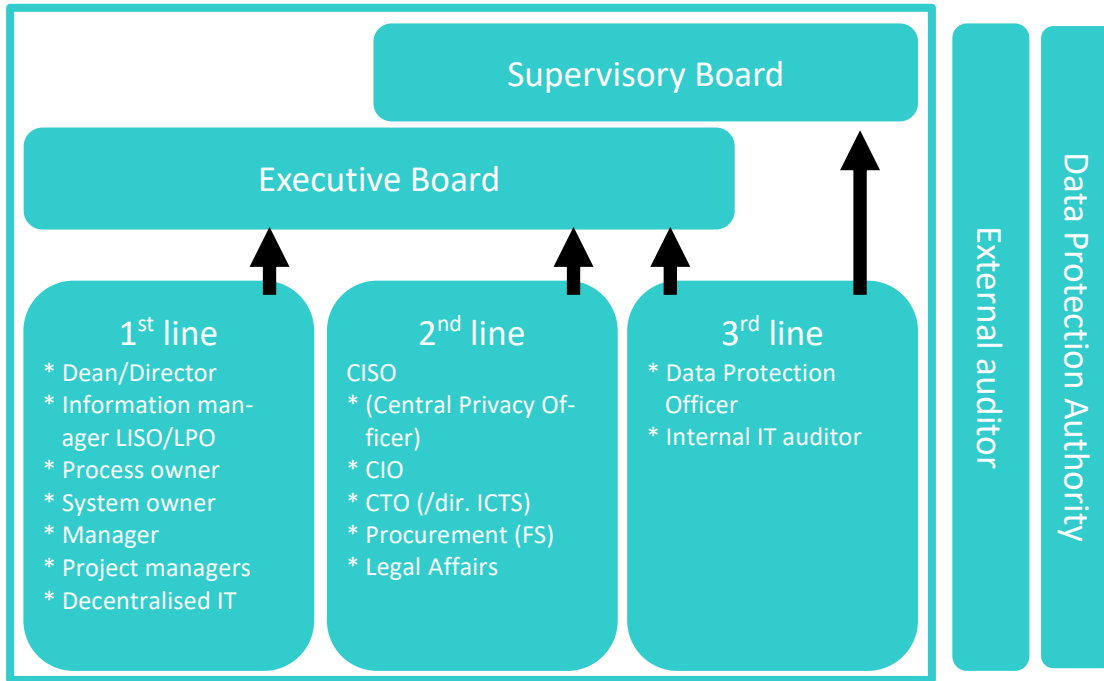 Supervisory Board
Executive Board
1st line
* Dean/Director
* Information man-
ager LISO/LPO
* Process owner
* System owner
* Manager
* Project managers
* Decentralised IT
2nd line
CISO
* (Central Privacy Of-
ficer)
* CIO
* CTO (/dir. ICTS)
* Procurement (FS)
* Legal Affairs
3rd line
* Data Protection
Officer
* Internal IT auditor
External auditor
Data Protection Authority